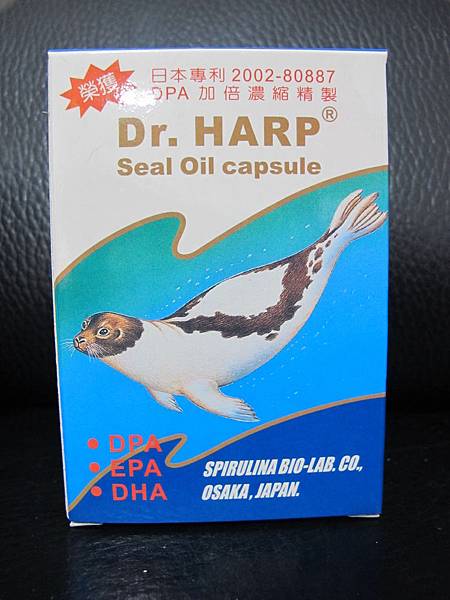 榮獲
日本專利 2002-80887
DPA 加倍濃縮精製
Dr. HARP®
Seal Oil capsule
• DPA
• EPA
• DHA
SPIRULINA BIO-LAB. CO.,
OSAKA, JAPAN.